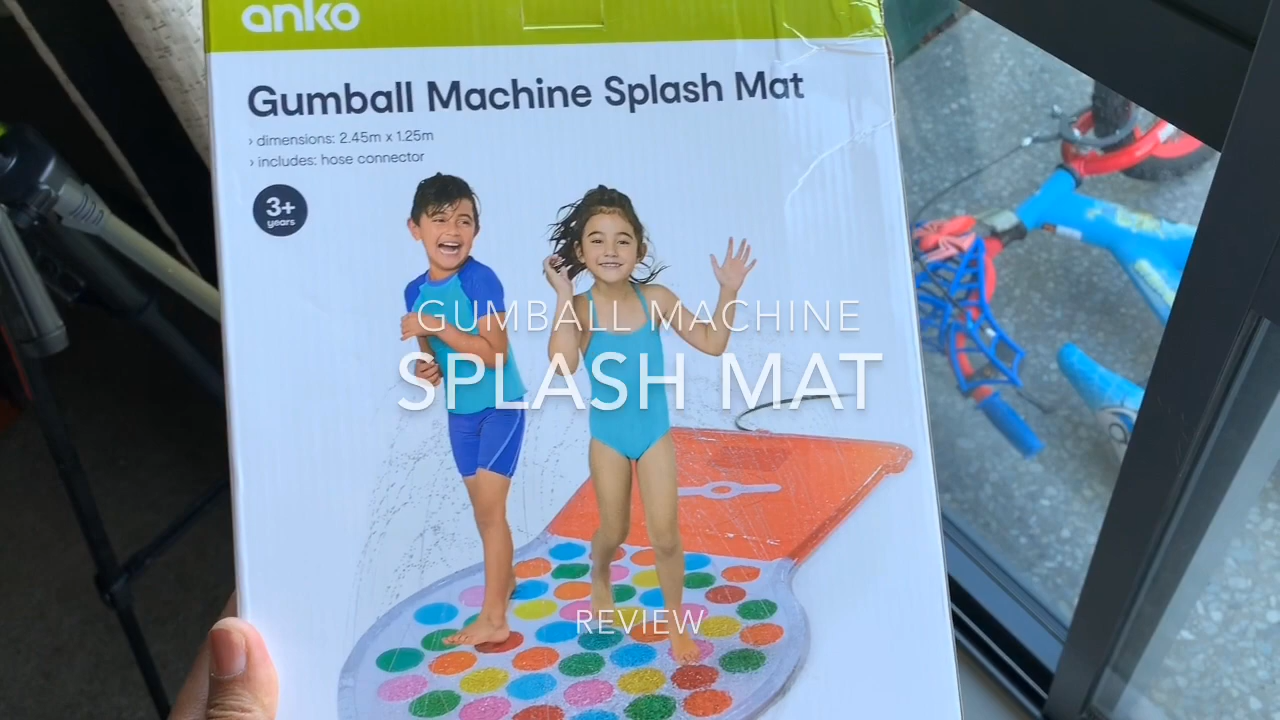 anko
Gumball Machine Splash Mat
› dimensions: 2.45m x 1.25m
› includes: hose connector
3+
years
GUMBALL MACHINE
SPLASH MAT
REVIEW